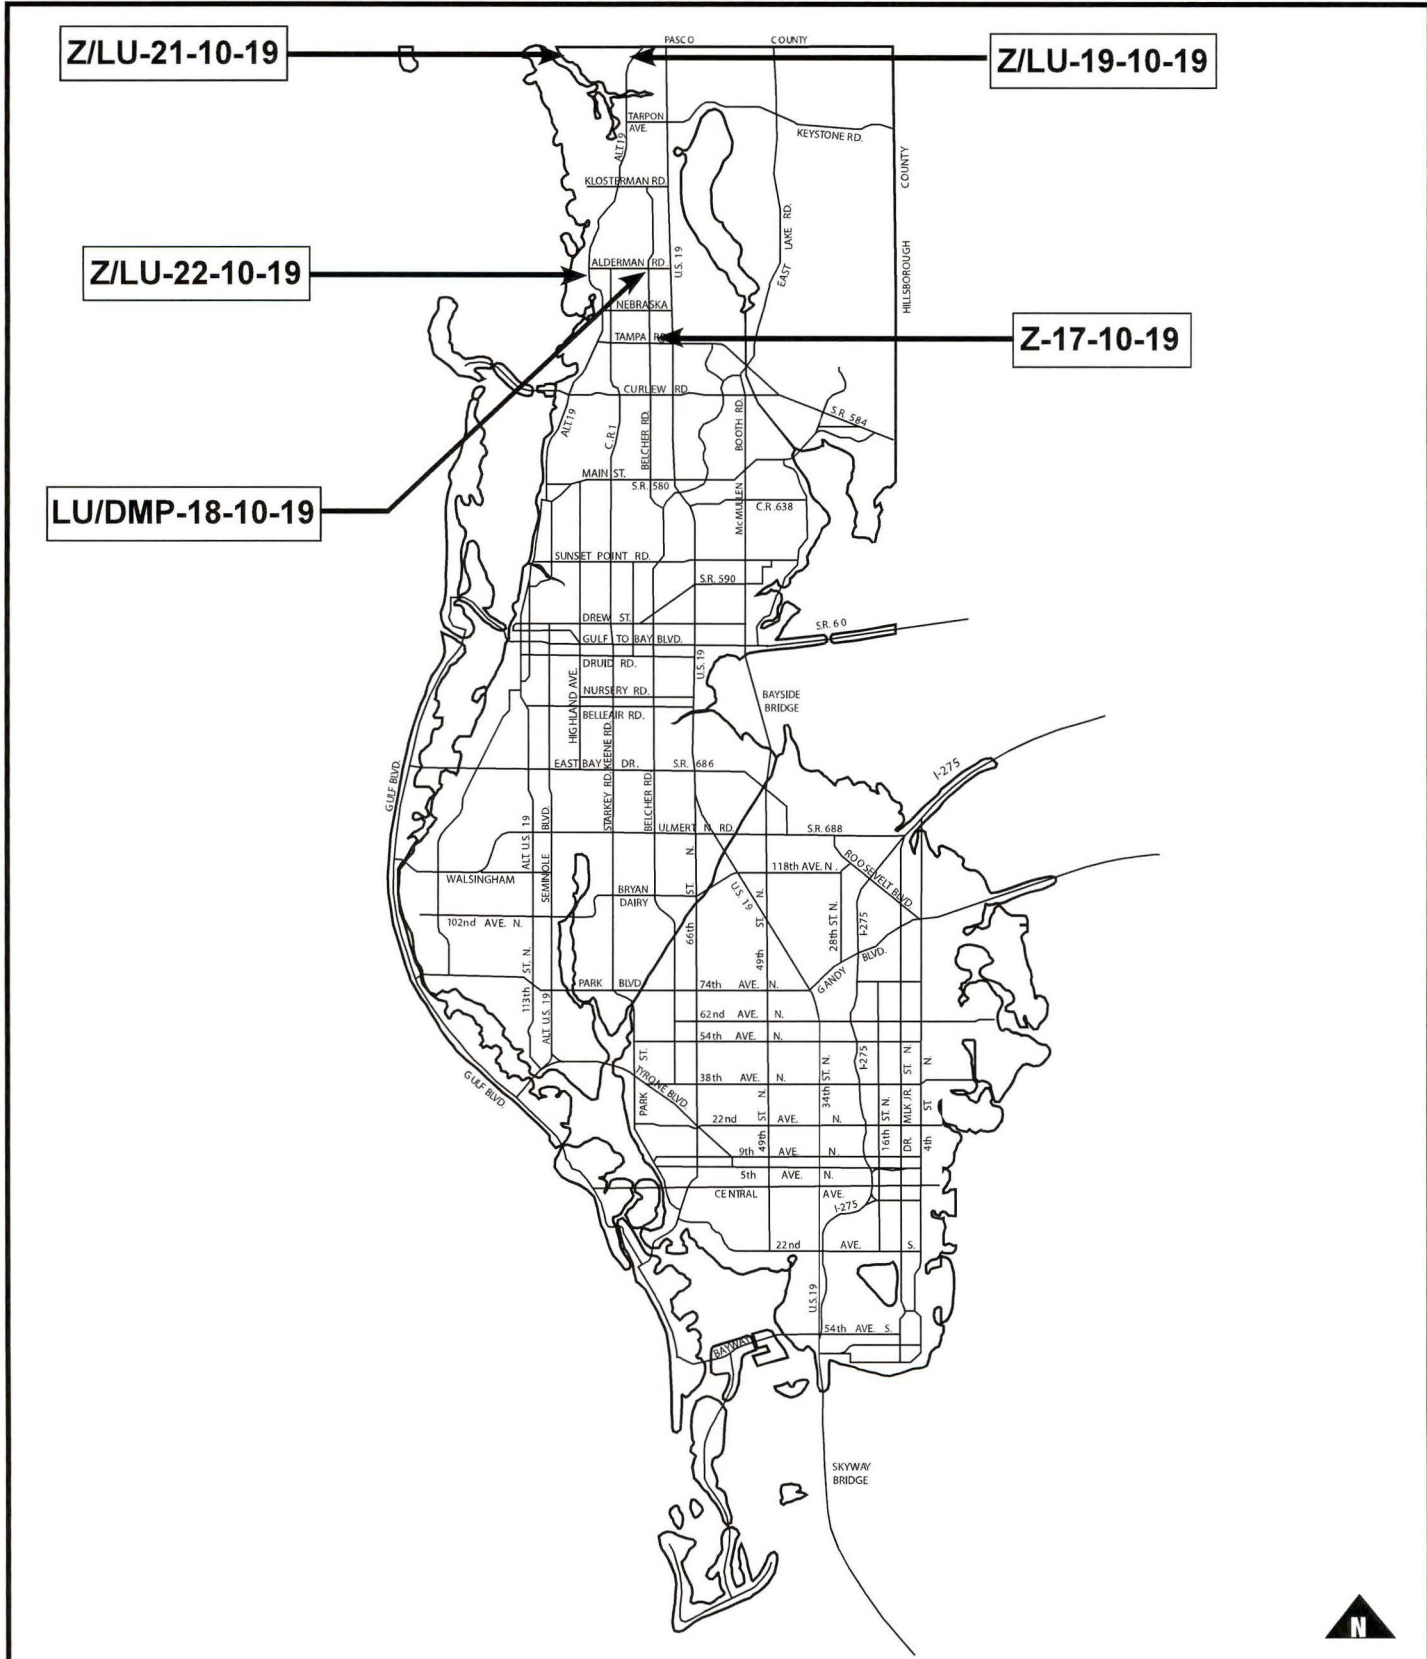 Z/LU-21-10-19
PASCO COUNTY
Z/LU-19-10-19
TARPON
AVE.
KEYSTONE RD.
ALT 19
COUNTY
KLOSTERMAN RD.
EAST LAKE RD.
HILLSBOROUGH
Z/LU-22-10-19
ALDERMAN RD.
U.S. 19
NEBRASKA
TAMPA RD.
Z-17-10-19
CURLEW RD.
S.R. 584
ALT 19
C.R 1
BELCHER RD.
BOOTH RD.
MAIN ST.
S.R. 580
LU/DMP-18-10-19
McMULLEN
C.R .638
SUNSET POINT RD.
S.R. 590
DREW ST.
S.R. 60
GULF TO BAY BLVD.
DRUID RD.
U.S. 19
HIGHLAND AVE.
NURSERY RD.
BAYSIDE
BRIDGE
BELLEAIR RD.
KEENE RD.
EAST BAY DR. S.R. 686
I-275
GULF BLVD.
STARKEY RD.
BELCHER RD.
ALT U.S. 19
SEMINOLE BLVD.
ULMERT N RD.
S.R. 688
118th AVE. N .
ROOSEVELT BLVD
WALSINGHAM
BRYAN
DAIRY
66th ST. N.
U.S. 19
49th ST. N.
28th ST. N.
I-275
102nd AVE. N.
GANDY BLVD.
113th ST. N.
ALT U.S. 19
PARK BLVD.
74th AVE. N.
62nd AVE. N.
54th AVE. N.
PARK ST.
TYRONE BLVD
38th AVE. N.
34th ST. N.
I-275
16th ST. N.
DR. MLK JR. ST N.
4th ST N.
GULF BLVD.
22nd AVE. N.
49th ST N.
9th AVE. N.
5th AVE. N.
CENTRAL AVE.
I-275
22nd AVE. S.
U.S. 19
54th AVE. S.
BAYWAY
SKYWAY
BRIDGE
N